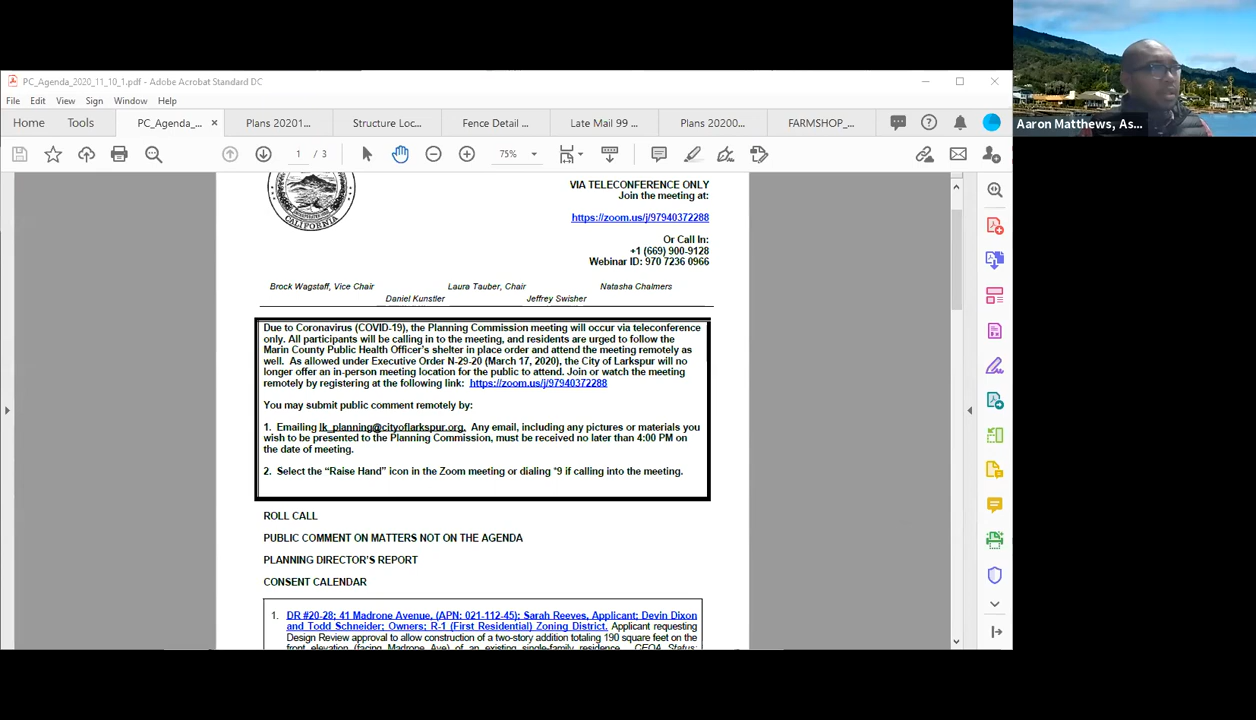 PC_Agenda_2020_11_10_1.pdf - Adobe Acrobat Standard DC
File Edit View Sign Window Help
Home Tools PC_Agenda_... × Plans 20201... Structure Loc... Fence Detail ... Late Mail 99 ... Plans 20200... FARMSHOP_...
1 / 3 75%
CALIFORNIA
VIA TELECONFERENCE ONLY
Join the meeting at:
https://zoom.us/j/97940372288
Or Call In:
+1 (669) 900-9128
Webinar ID: 970 7236 0966
Brock Wagstaff, Vice Chair Laura Tauber, Chair Natasha Chalmers
Daniel Kunstler Jeffrey Swisher
Due to Coronavirus (COVID-19), the Planning Commission meeting will occur via teleconference
only. All participants will be calling in to the meeting, and residents are urged to follow the
Marin County Public Health Officer's shelter in place order and attend the meeting remotely as
well. As allowed under Executive Order N-29-20 (March 17, 2020), the City of Larkspur will no
longer offer an in-person meeting location for the public to attend. Join or watch the meeting
remotely by registering at the following link: https://zoom.us/j/97940372288
You may submit public comment remotely by:
1. Emailing lk_planning@cityoflarkspur.org. Any email, including any pictures or materials you
wish to be presented to the Planning Commission, must be received no later than 4:00 PM on
the date of meeting.
2. Select the “Raise Hand” icon in the Zoom meeting or dialing *9 if calling into the meeting.
ROLL CALL
PUBLIC COMMENT ON MATTERS NOT ON THE AGENDA
PLANNING DIRECTOR'S REPORT
CONSENT CALENDAR
1. DR #20-28; 41 Madrone Avenue, (APN: 021-112-45); Sarah Reeves, Applicant; Devin Dixon
and Todd Schneider; Owners; R-1 (First Residential) Zoning District. Applicant requesting
Design Review approval to allow construction of a two-story addition totaling 190 square feet on the
front elevation (facing Madrone Ave) of an existing single-family residence. CEQA Status:
Aaron Matthews, As...